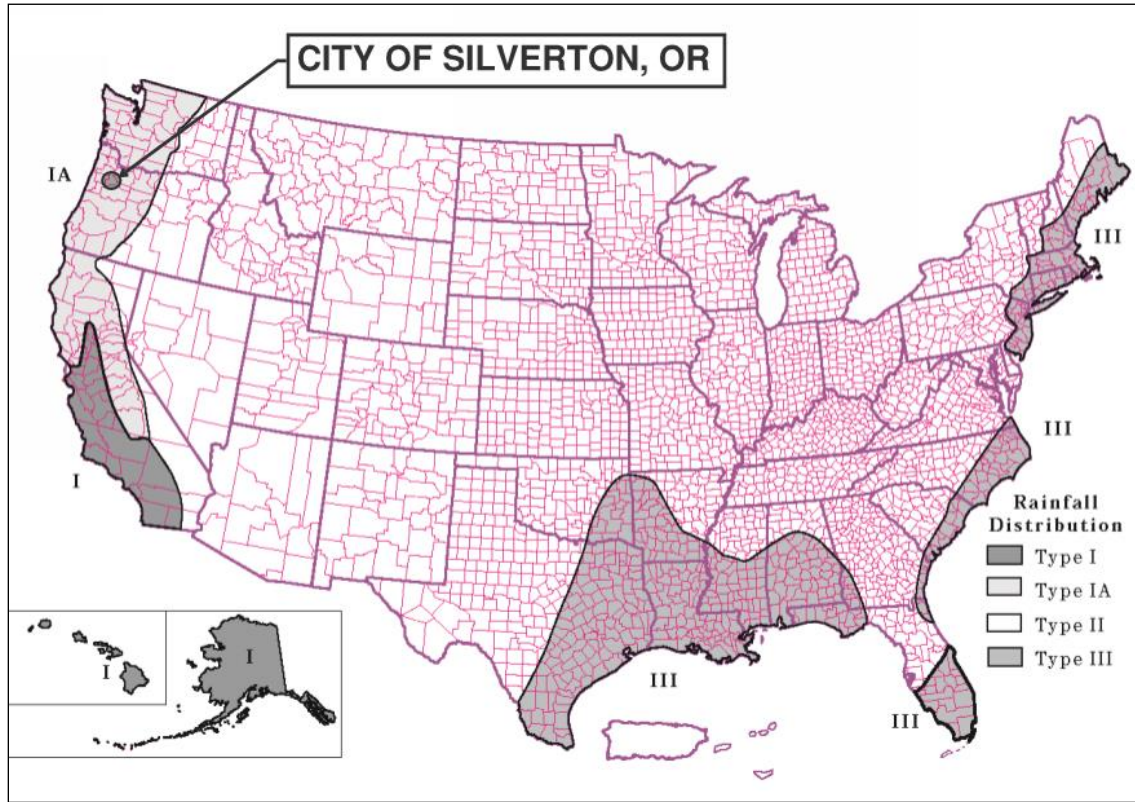 CITY OF SILVERTON, OR
IA
III
III
I
Rainfall
Distribution
Type I
Type IA
Type II
Type III
I
I
III
III